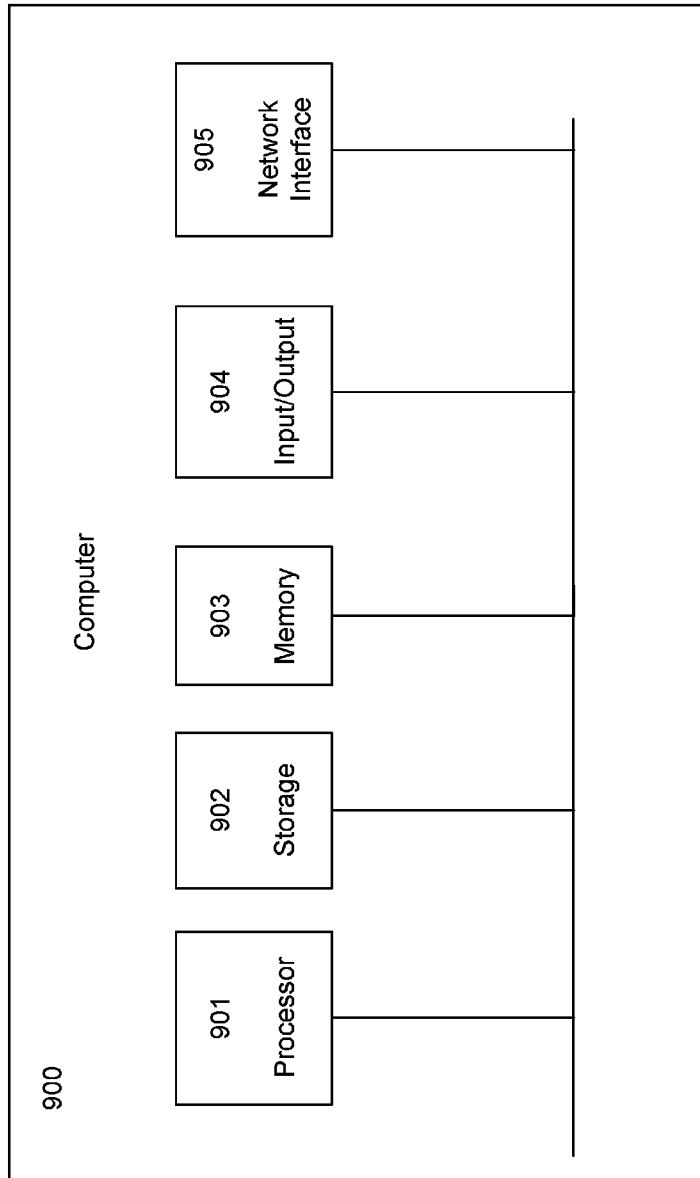 900
Computer
901
Processor
902
Storage
903
Memory
904
Input/Output
905
Network
Interface